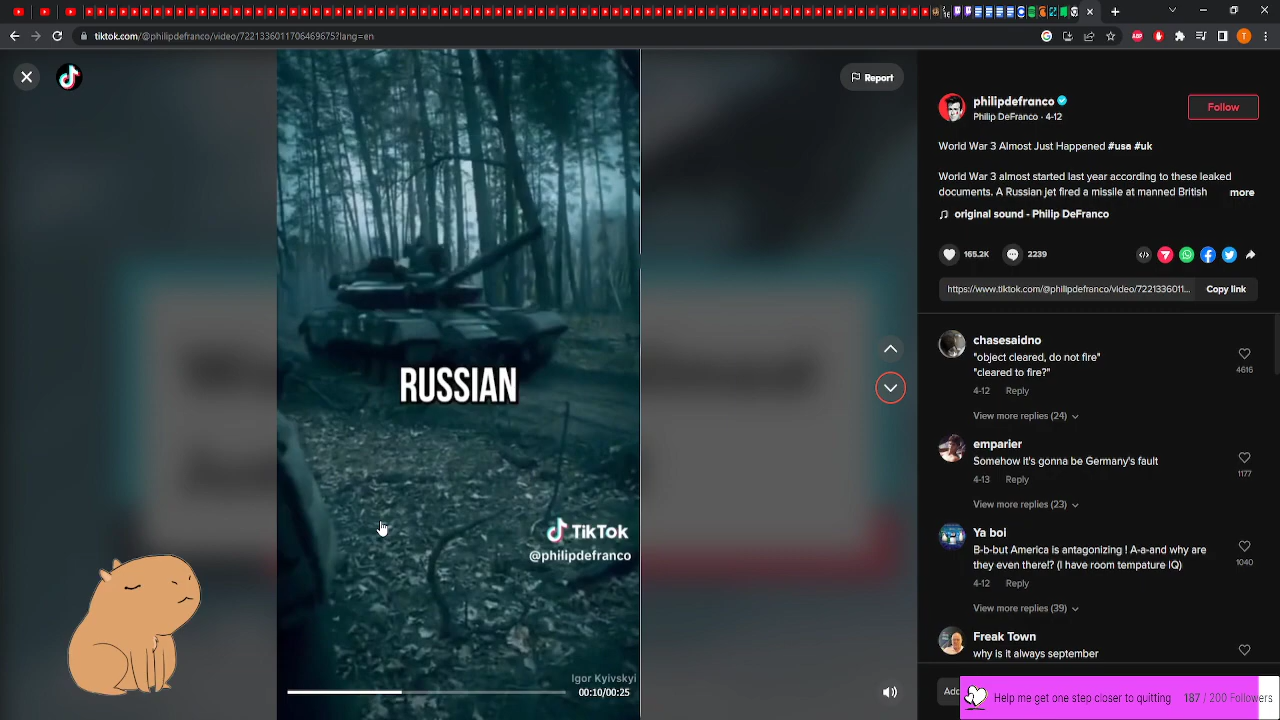 tiktok.com/@philipdefranco/video/7221336011706469675?lang=en
T
Report
RUSSIAN
TikTok
@philipdefranco
Igor Kyivskyi
00:10/00:25
philipdefranco
Philip DeFranco · 4-12
Follow
World War 3 Almost Just Happened #usa #uk
World War 3 almost started last year according to these leaked
documents. A Russian jet fired a missile at manned British
more
original sound - Philip DeFranco
165.2K
2239
https://www.tiktok.com/@philipdefranco/video/7221336011...
Copy link
chasesaidno
"object cleared, do not fire"
"cleared to fire?"
4-12 Reply
4616
View more replies (24)
emparier
Somehow it's gonna be Germany's fault
4-13 Reply
1177
View more replies (23)
Ya boi
B-b-but America is antagonizing ! A-a-and why are
they even there!? (I have room tempature IQ)
4-12 Reply
1040
View more replies (39)
Freak Town
why is it always september
Add
Help me get one step closer to quitting 187 / 200 Follow